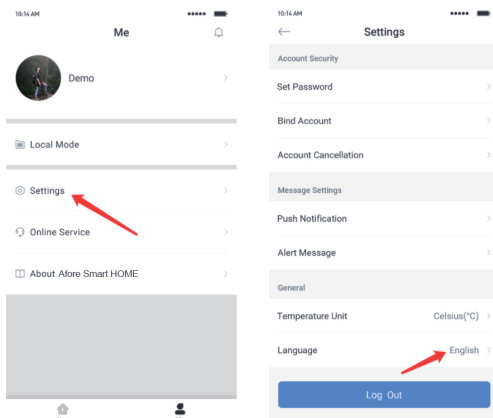 10:14 AM
Me
Demo
Local Mode
Settings
Online Service
About Afore Smart HOME
10:14 AM
Settings
Account Security
Set Password
Bind Account
Account Cancellation
Message Settings
Push Notification
Alert Message
General
Temperature Unit Celsius(°C)
Language English
Log Out